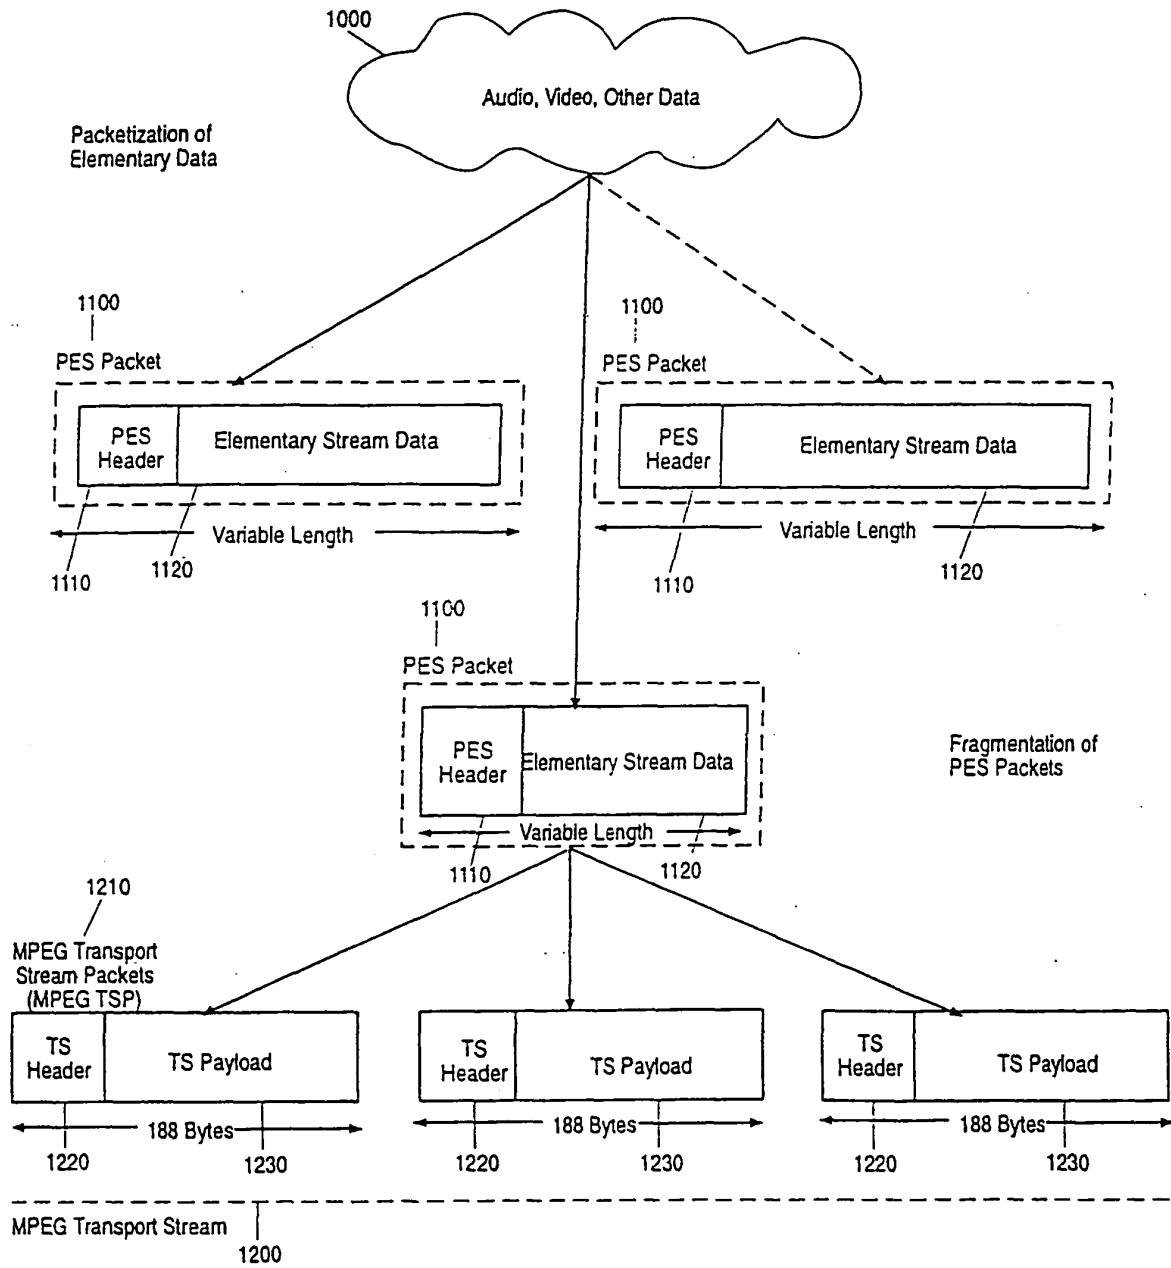 1000
Audio, Video, Other Data
Packetization of
Elementary Data
1100
PES Packet
PES
Header
Elementary Stream Data
Variable Length
1110
1120
1100
PES Packet
PES
Header
Elementary Stream Data
Variable Length
1110
1120
1100
PES Packet
PES
Header
Elementary Stream Data
Variable Length
1110
1120
Fragmentation of
PES Packets
1210
MPEG Transport
Stream Packets
(MPEG TSP)
TS
Header
TS Payload
188 Bytes
1220
1230
TS
Header
TS Payload
188 Bytes
1220
1230
TS
Header
TS Payload
188 Bytes
1220
1230
MPEG Transport Stream
1200